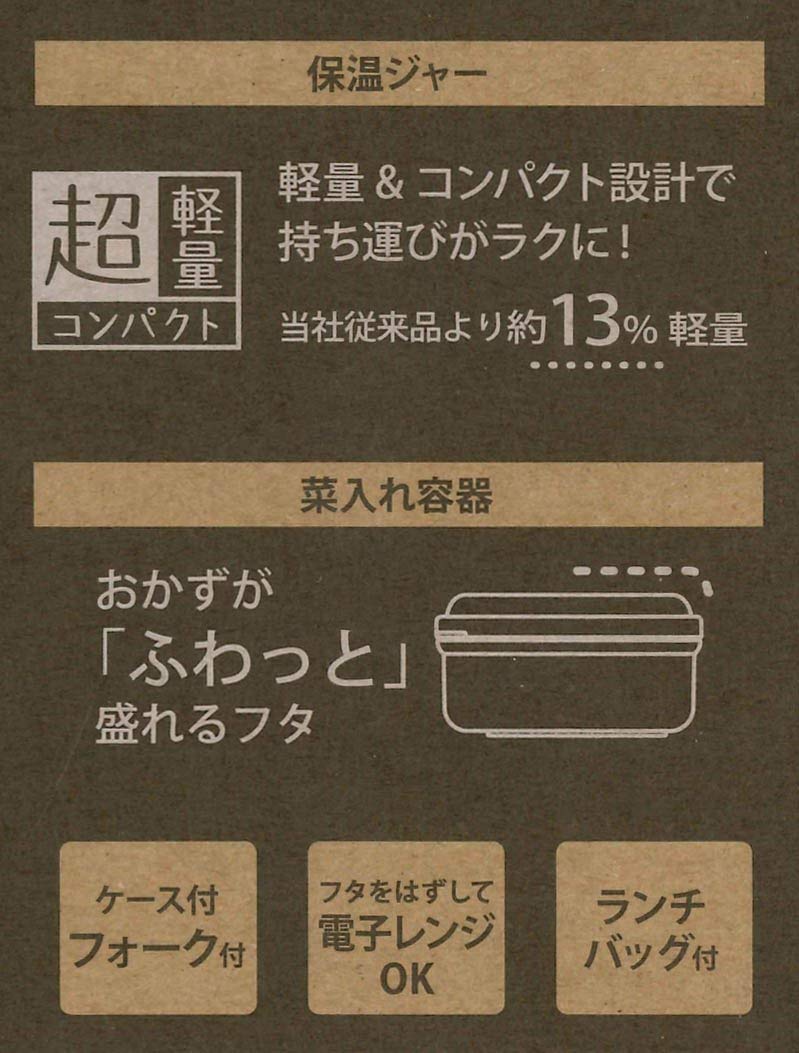 保温ジャー
超軽量
コンパクト
軽量&コンパクト設計で
持ち運びがラクに!
当社従来品より約13%軽量
菜入れ容器
おかずが
「ふわっと」
盛れるフタ
ケース付
フォーク付
フタをはずして
電子レンジ
OK
ランチ
バッグ付